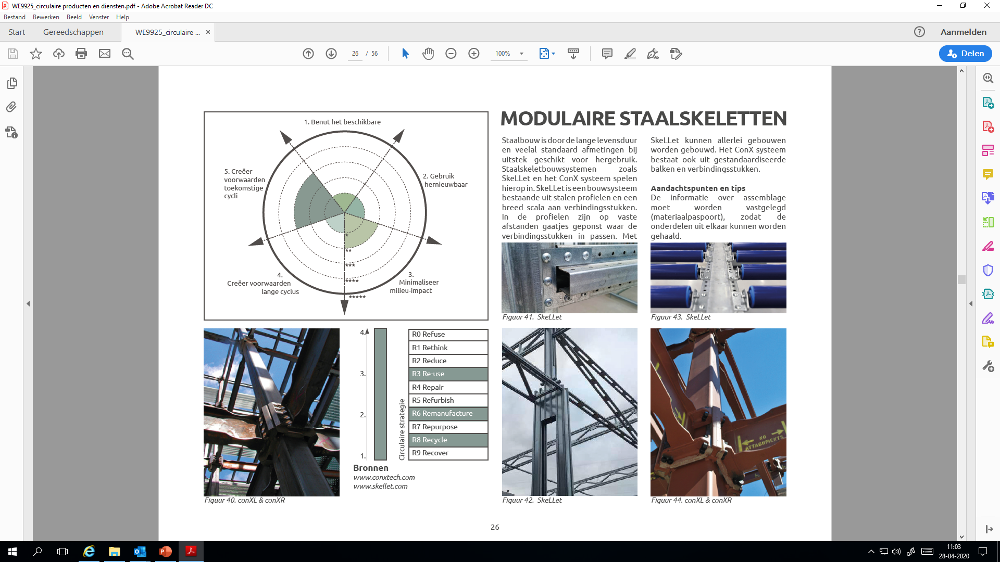 WE9925_circulaire producten en diensten.pdf - Adobe Acrobat Reader DC
Bestand Bewerken Beeld Venster Help
Start Gereedschappen WE9925_circulaire ... × Aanmelden
26 / 56 100% Delen
1. Benut het beschikbare
2. Gebruik
hernieuwbaar
3.
Minimaliseer
milieu-impact
4.
Creëer voorwaarden
lange cyclus
5. Creëer
voorwaarden
toekomstige
cycli
*
**
***
****
*****
MODULAIRE STAALSKELETTEN
Staalbouw is door de lange levensduur
en veelal standaard afmetingen bij
uitstek geschikt voor hergebruik.
Staalskeletbouwsystemen zoals
SkeLLet en het ConX systeem spelen
hierop in. SkeLLet is een bouwsysteem
bestaande uit stalen profielen en een
breed scala aan verbindingsstukken.
In de profielen zijn op vaste
afstanden gaatjes geponst waar de
verbindingsstukken in passen. Met
SkeLLet kunnen allerlei gebouwen
worden gebouwd. Het ConX systeem
bestaat ook uit gestandaardiseerde
balken en verbindingsstukken.
Aandachtspunten en tips
De informatie over assemblage
moet worden vastgelegd
(materiaalpaspoort), zodat de
onderdelen uit elkaar kunnen worden
gehaald.
Figuur 41. SkeLLet
Figuur 43. SkeLLet
4.
3.
2.
1.
Circulaire strategie
R0 Refuse
R1 Rethink
R2 Reduce
R3 Re-use
R4 Repair
R5 Refurbish
R6 Remanufacture
R7 Repurpose
R8 Recycle
R9 Recover
Bronnen
www.conxtech.com
www.skellet.com
NO
ATTACHMENTS
Figuur 40. conXL & conXR
Figuur 42. SkeLLet
Figuur 44. conXL & conXR
26
11:03
28-04-2020